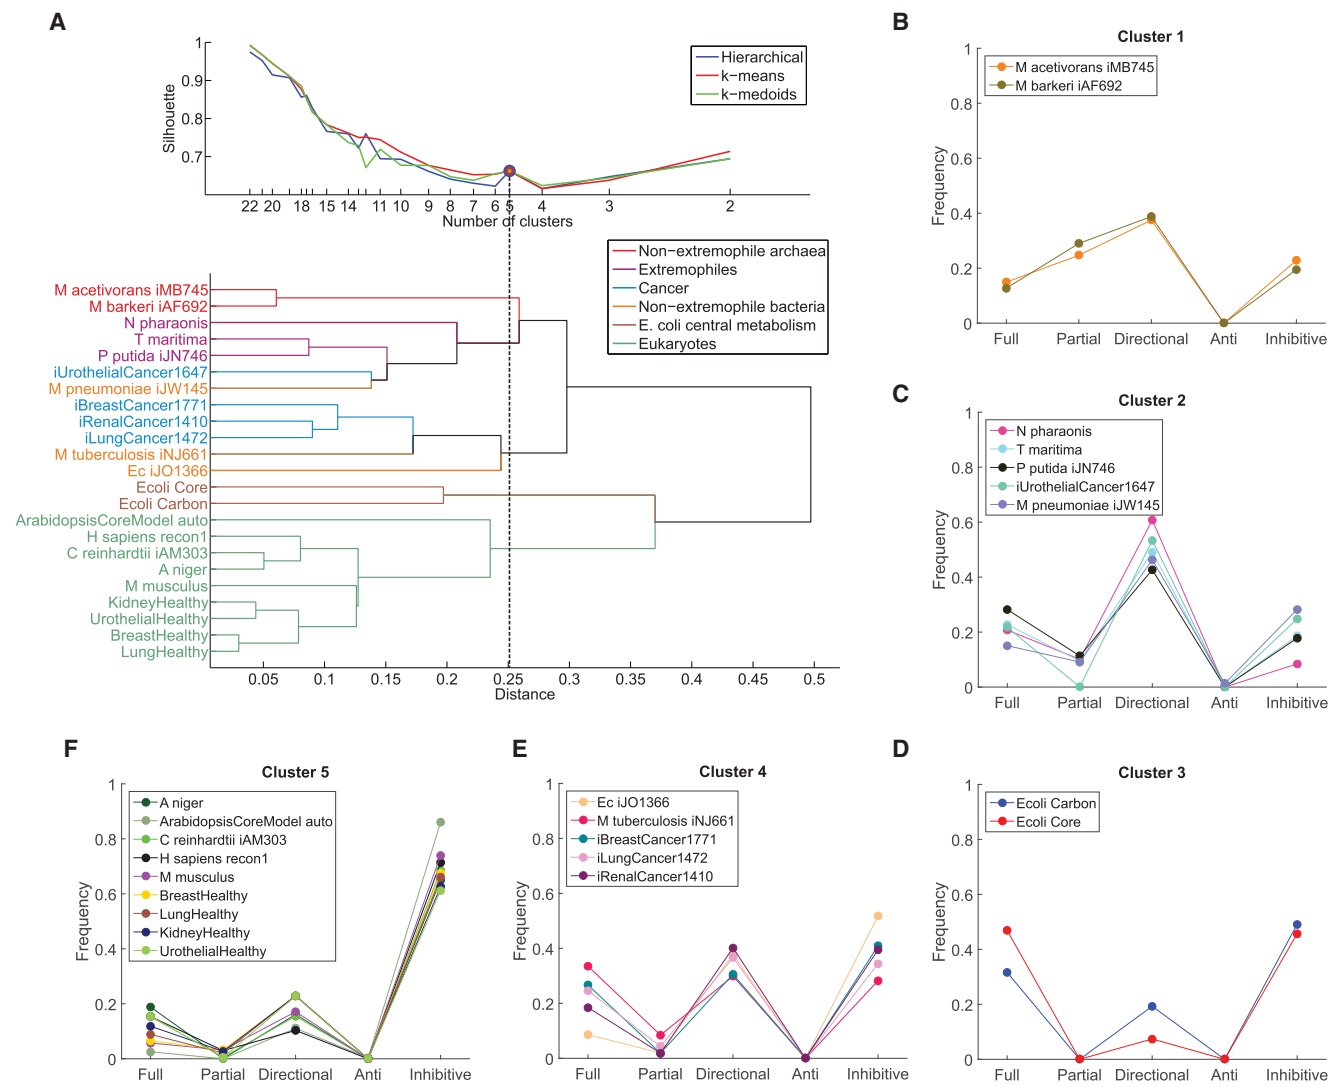 A
1
0.9
0.8
0.7
Silhouette
Hierarchical
k−means
k−medoids
22 20 18 15 14 11 10 9 8 7 6 5 4 3 2
Number of clusters
Non−extremophile archaea
Extremophiles
Cancer
Non−extremophile bacteria
E. coli central metabolism
Eukaryotes
M acetivorans iMB745
M barkeri iAF692
N pharaonis
T maritima
P putida iJN746
iUrothelialCancer1647
M pneumoniae iJW145
iBreastCancer1771
iRenalCancer1410
iLungCancer1472
M tuberculosis iNJ661
Ec iJO1366
Ecoli Core
Ecoli Carbon
ArabidopsisCoreModel auto
H sapiens recon1
C reinhardtii iAM303
A niger
M musculus
KidneyHealthy
UrothelialHealthy
BreastHealthy
LungHealthy
0.05 0.1 0.15 0.2 0.25 0.3 0.35 0.4 0.45 0.5
Distance
B
Cluster 1
M acetivorans iMB745
M barkeri iAF692
1
0.8
0.6
0.4
0.2
0
Frequency
Full Partial Directional Anti Inhibitive
C
Cluster 2
N pharaonis
T maritima
P putida iJN746
iUrothelialCancer1647
M pneumoniae iJW145
1
0.8
0.6
0.4
0.2
0
Frequency
Full Partial Directional Anti Inhibitive
F
Cluster 5
A niger
ArabidopsisCoreModel auto
C reinhardtii iAM303
H sapiens recon1
M musculus
BreastHealthy
LungHealthy
KidneyHealthy
UrothelialHealthy
1
0.8
0.6
0.4
0.2
0
Frequency
Full Partial Directional Anti Inhibitive
E
Cluster 4
Ec iJO1366
M tuberculosis iNJ661
iBreastCancer1771
iLungCancer1472
iRenalCancer1410
1
0.8
0.6
0.4
0.2
0
Frequency
Full Partial Directional Anti Inhibitive
D
Cluster 3
Ecoli Carbon
Ecoli Core
1
0.8
0.6
0.4
0.2
0
Frequency
Full Partial Directional Anti Inhibitive